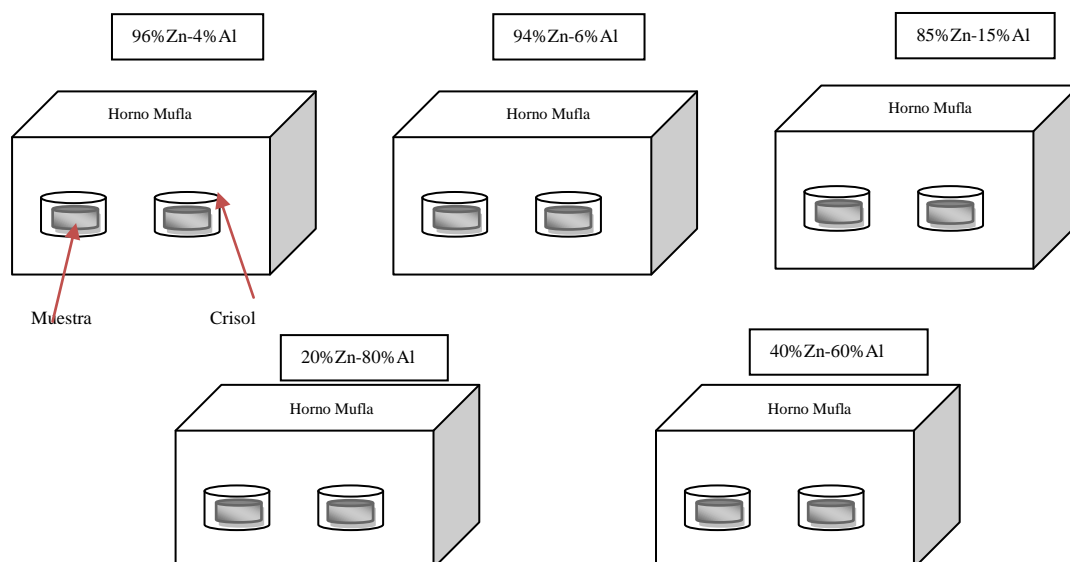 96%Zn-4%Al
94%Zn-6%Al
85%Zn-15%Al
Horno Mufla
Horno Mufla
Horno Mufla
Muestra
Crisol
20%Zn-80%Al
40%Zn-60%Al
Horno Mufla
Horno Mufla